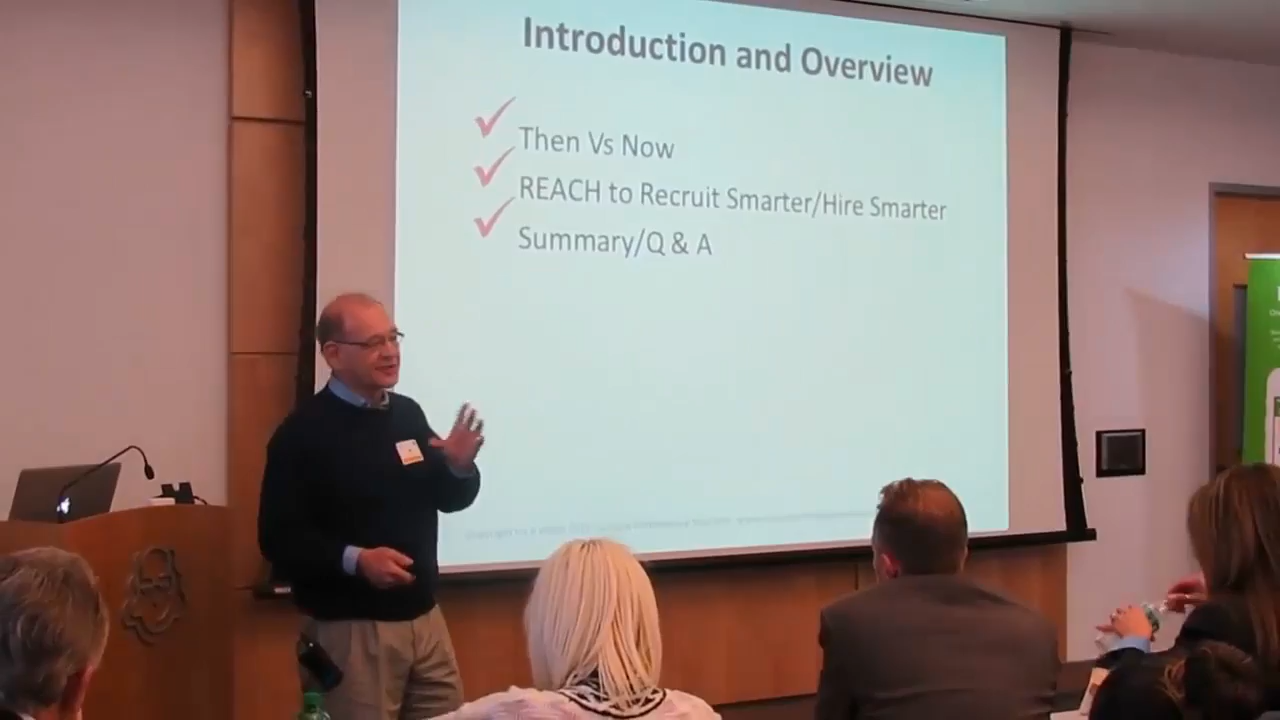 Introduction and Overview
Then Vs Now
REACH to Recruit Smarter/Hire Smarter
Summary/Q & A